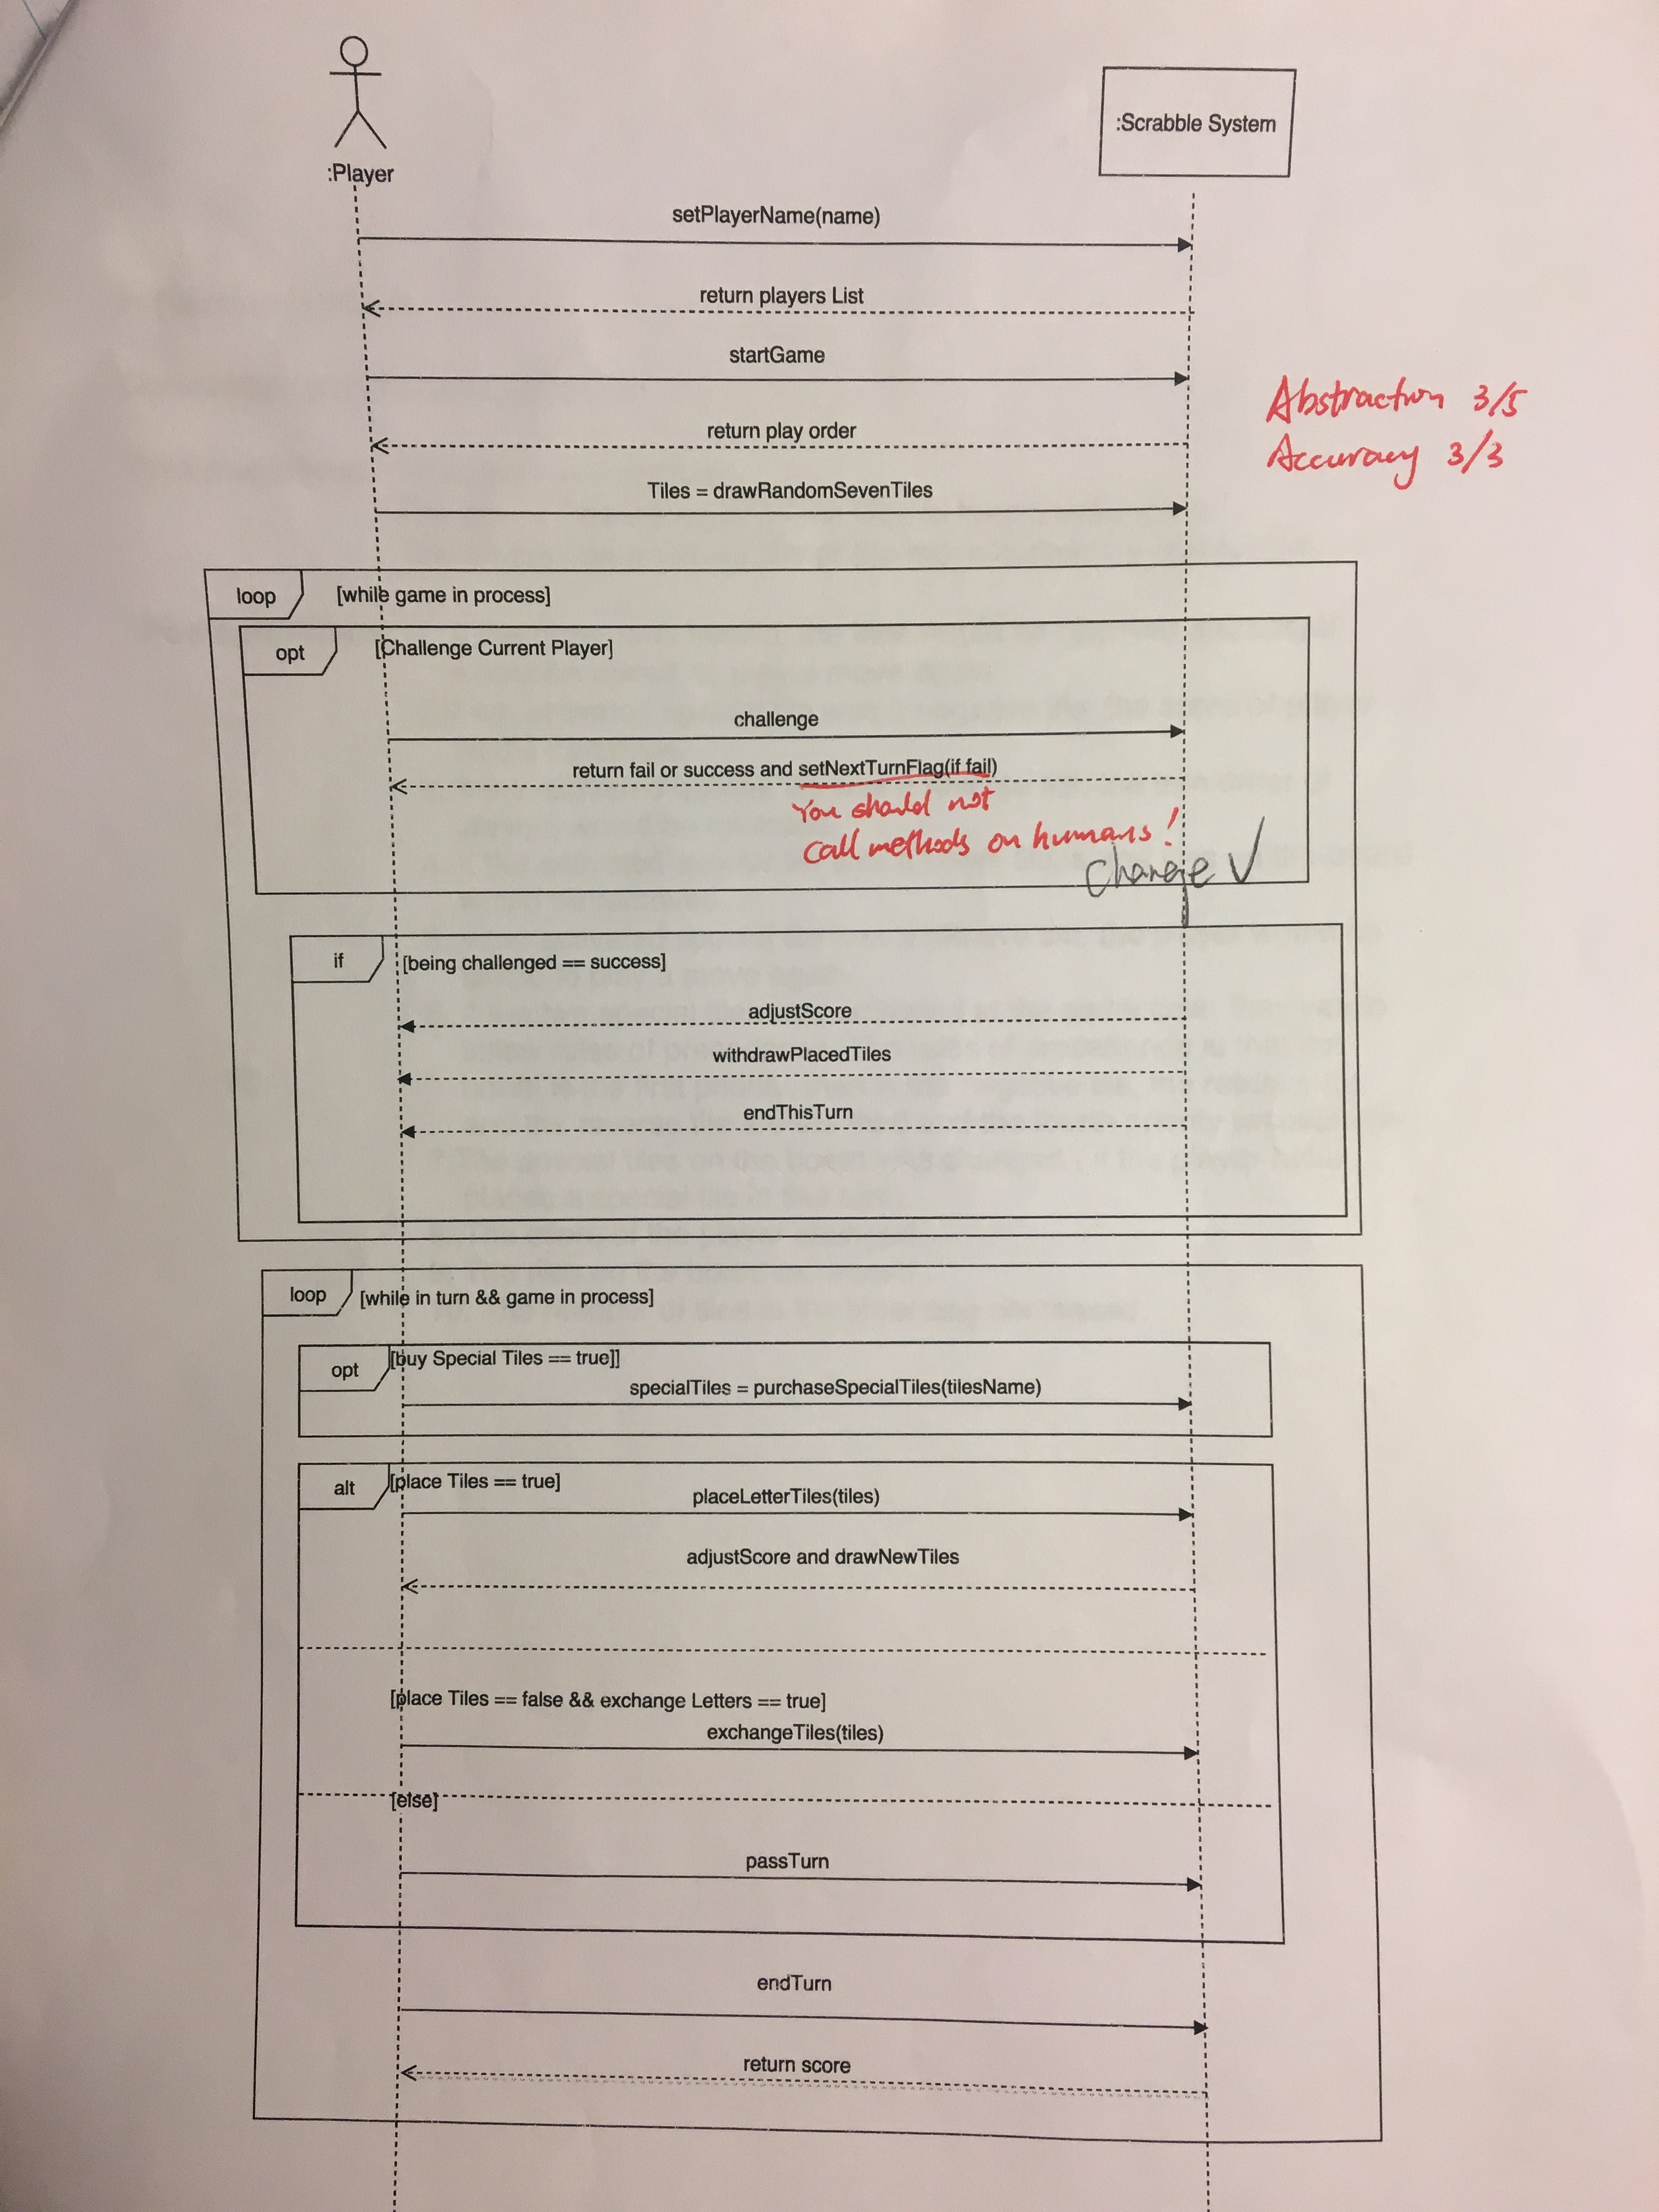 :Player
:Scrabble System
setPlayerName(name)
return players List
startGame
Abstraction 3/5
return play order
Accuracy 3/3
Tiles = drawRandomSevenTiles
loop [while game in process]
opt [Challenge Current Player]
challenge
return fail or success and setNextTurnFlag(if fail)
You should not
call methods on humans!
change ✓
if [being challenged == success]
adjustScore
withdrawPlacedTiles
endThisTurn
loop [while in turn && game in process]
opt [buy Special Tiles == true]]
specialTiles = purchaseSpecialTiles(tilesName)
alt [place Tiles == true]
placeLetterTiles(tiles)
adjustScore and drawNewTiles
[place Tiles == false && exchange Letters == true]
exchangeTiles(tiles)
[else]
passTurn
endTurn
return score